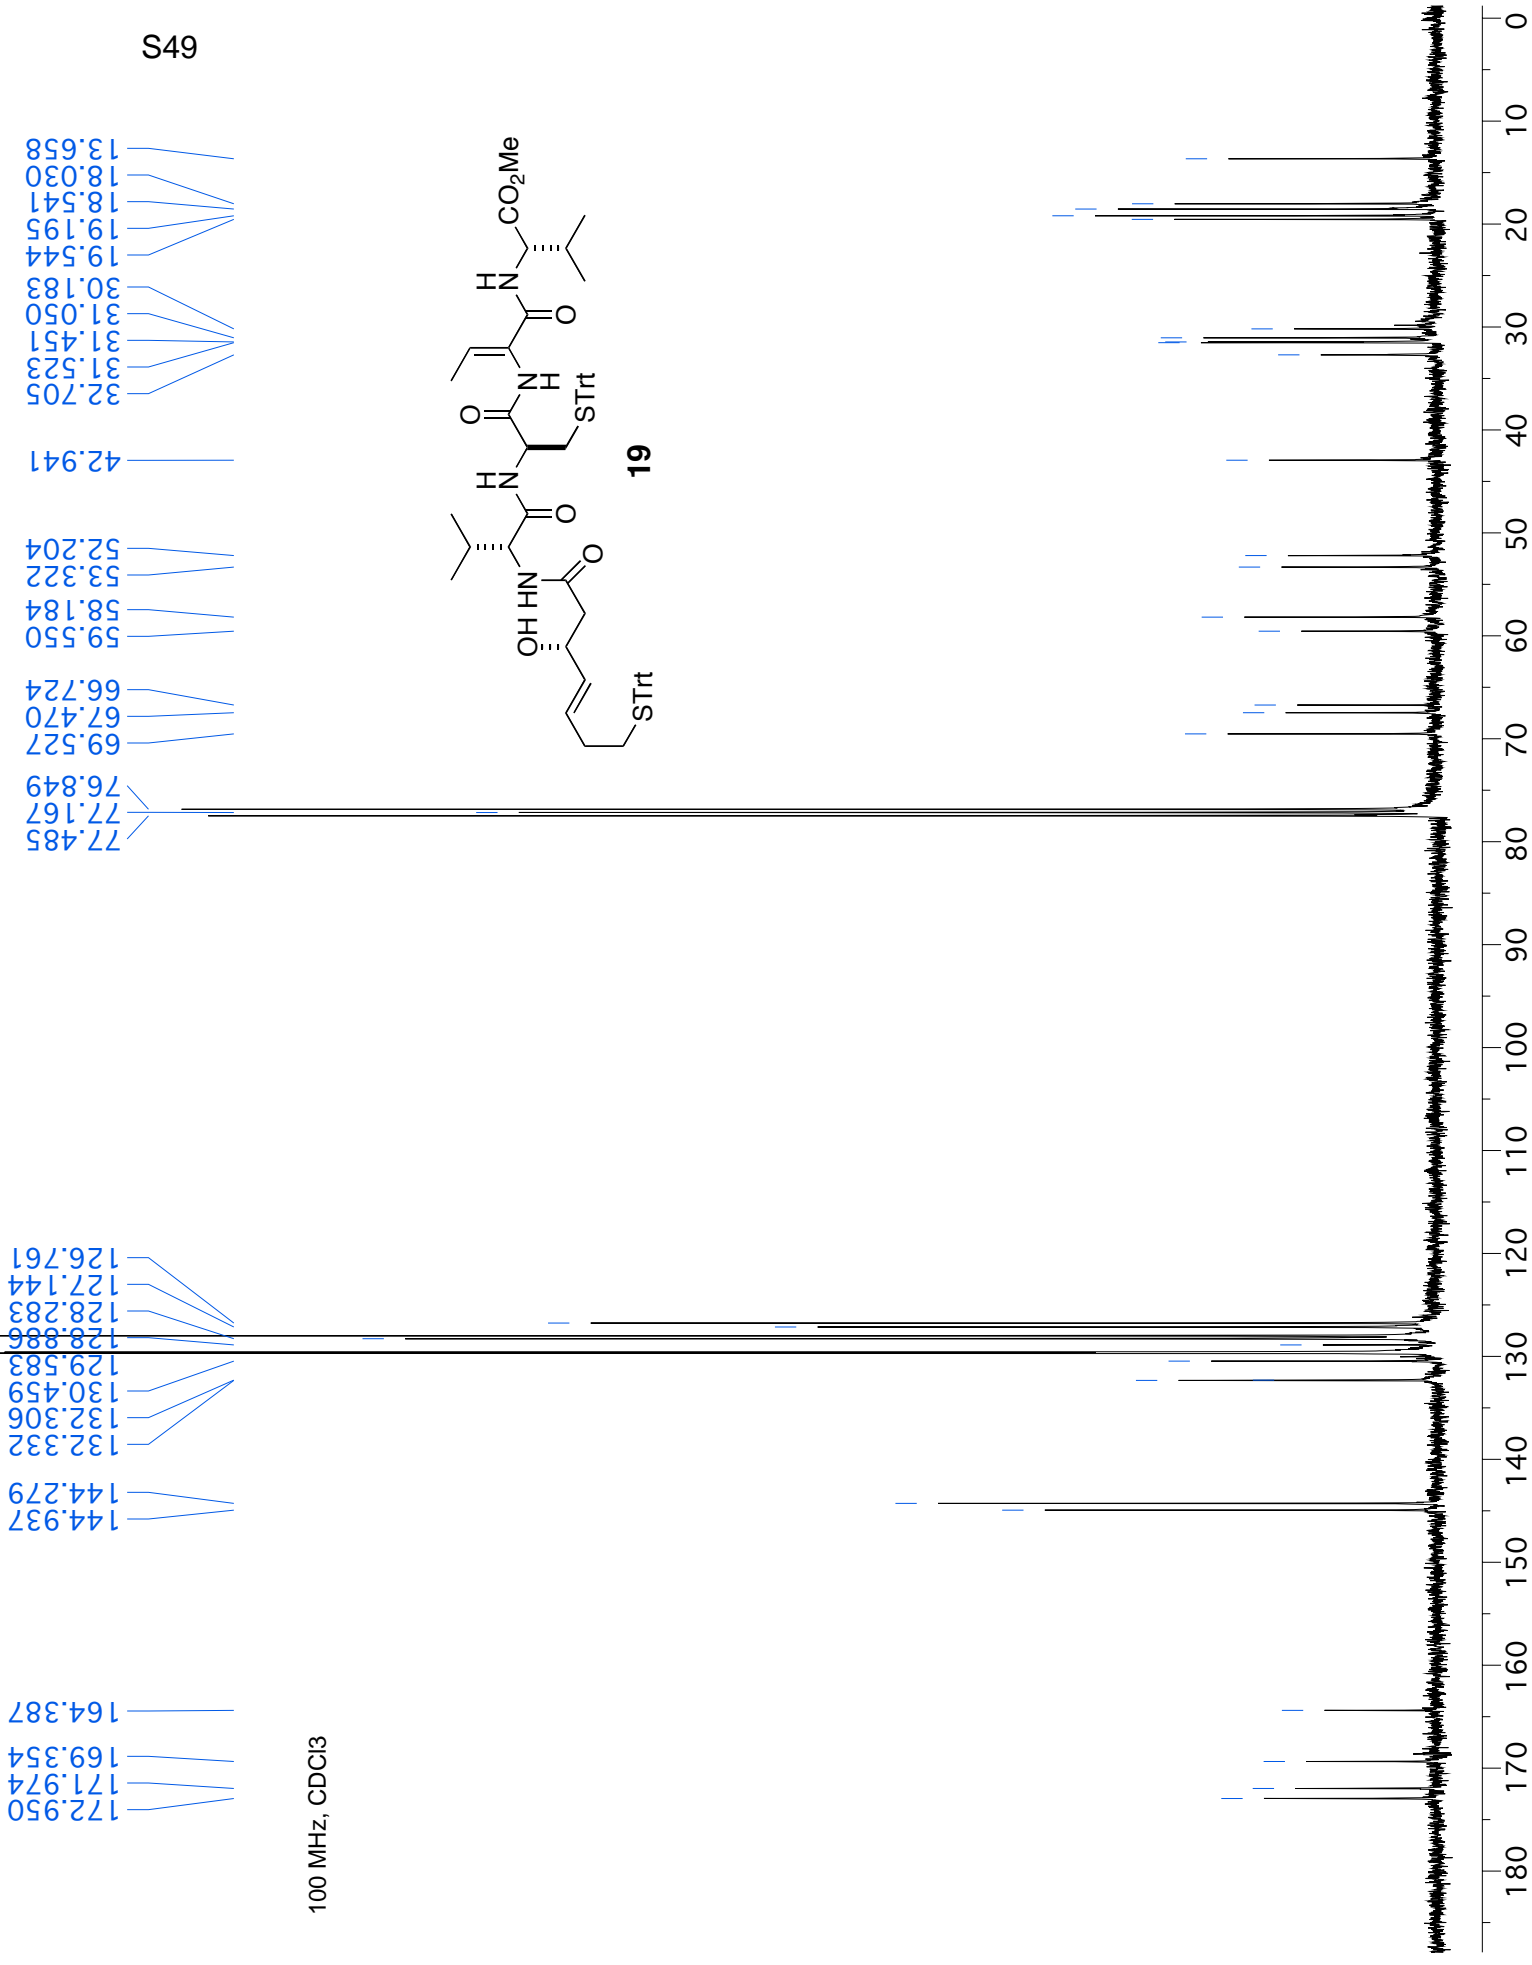 S49
13.658
18.030
18.541
19.195
19.544
30.183
31.050
31.451
31.523
32.705
42.941
52.204
53.322
58.184
59.550
66.724
67.470
69.527
76.849
77.167
77.485
126.761
127.144
128.283
128.886
129.583
130.459
132.306
132.332
144.279
144.937
164.387
169.354
171.974
172.950
100 MHz, CDCl3
OH HN
O
O
H
N
O
N
H
STrt
O
H
N
CO2Me
STrt
19
180 170 160 150 140 130 120 110 100 90 80 70 60 50 40 30 20 10 0